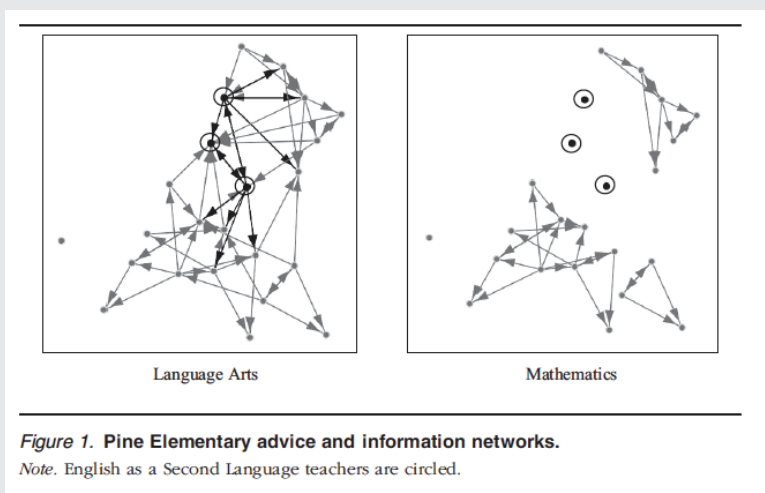 Language Arts
Mathematics
Figure 1. Pine Elementary advice and information networks.
Note. English as a Second Language teachers are circled.